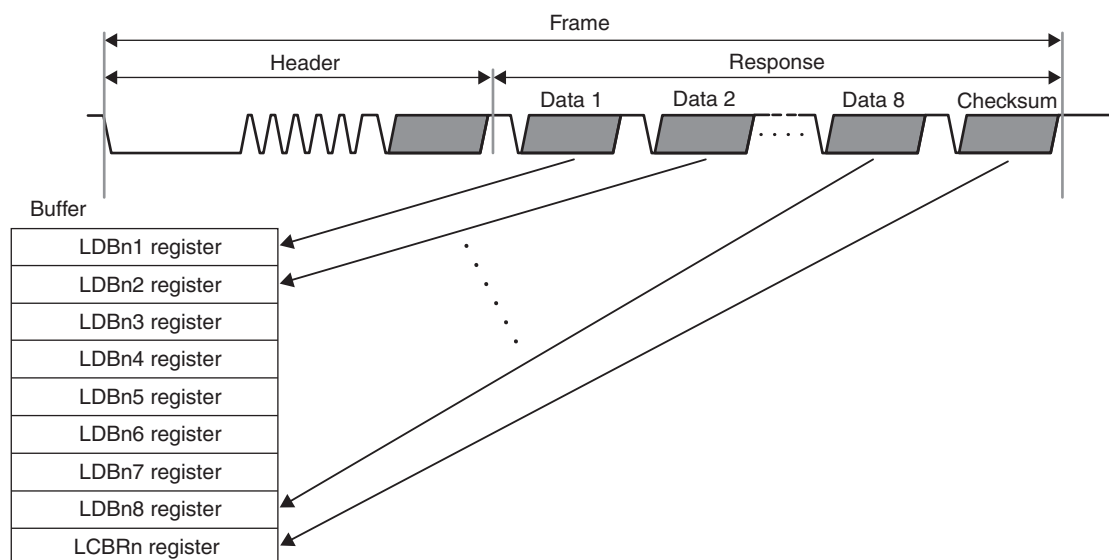 Frame
Header
Response
Data 1
Data 2
Data 8
Checksum
Buffer
LDBn1 register
LDBn2 register
LDBn3 register
LDBn4 register
LDBn5 register
LDBn6 register
LDBn7 register
LDBn8 register
LCBRn register